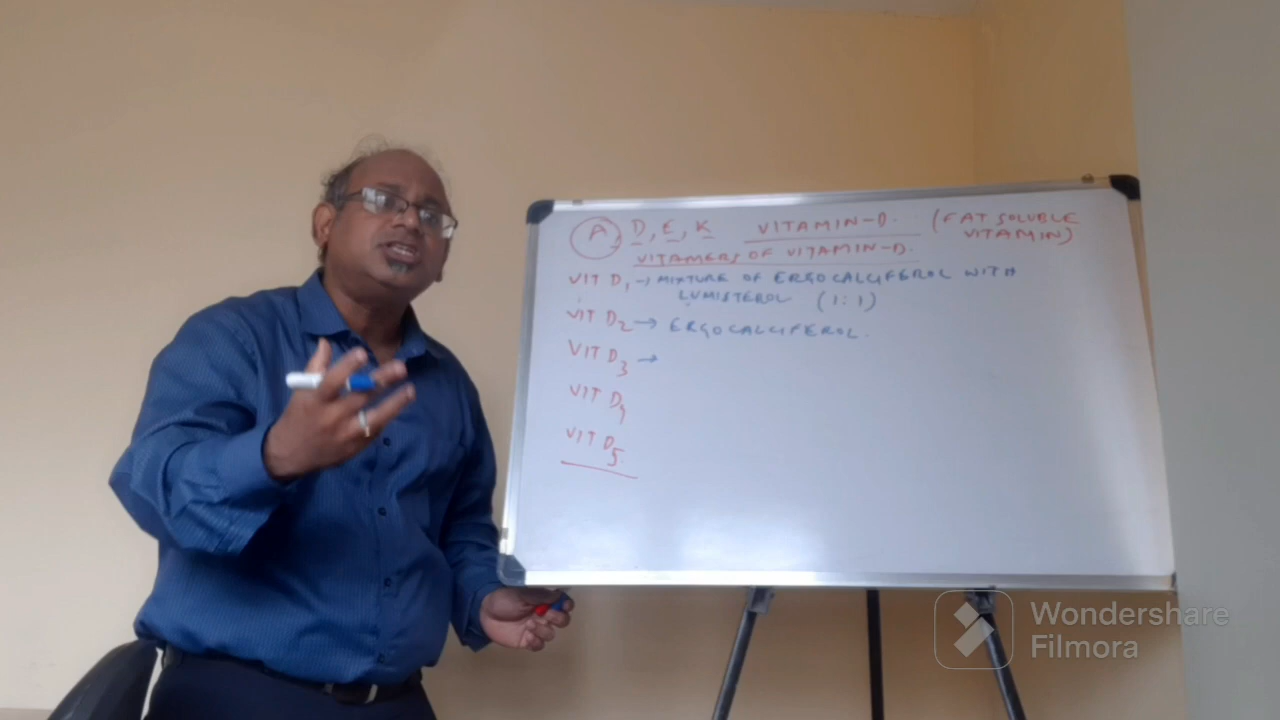 A, D, E, K VITAMIN-D. (FAT SOLUBLE
VITAMIN)
VITAMERS OF VITAMIN-D.
VIT D1 → MIXTURE OF ERGOCALCIFEROL WITH
LUMISTEROL (1:1)
VIT D2 → ERGOCALCIFEROL.
VIT D3 →
VIT D4
VIT D5.
Wondershare
Filmora